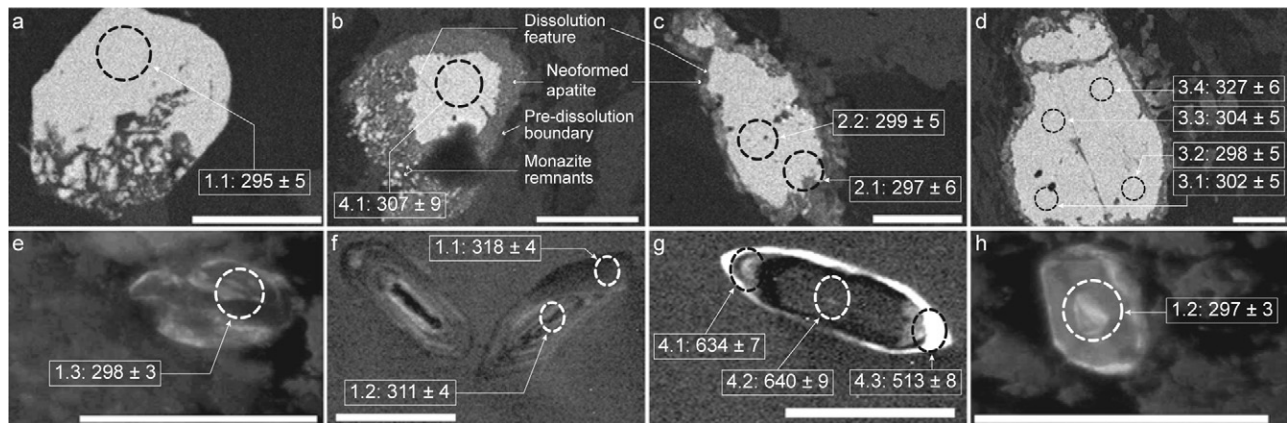 a
1.1: 295 ± 5
b
4.1: 307 ± 9
Dissolution
feature
Neoformed
apatite
Pre-dissolution
boundary
Monazite
remnants
c
2.2: 299 ± 5
2.1: 297 ± 6
d
3.4: 327 ± 6
3.3: 304 ± 5
3.2: 298 ± 5
3.1: 302 ± 5
e
1.3: 298 ± 3
f
1.1: 318 ± 4
1.2: 311 ± 4
g
4.1: 634 ± 7
4.2: 640 ± 9
4.3: 513 ± 8
h
1.2: 297 ± 3